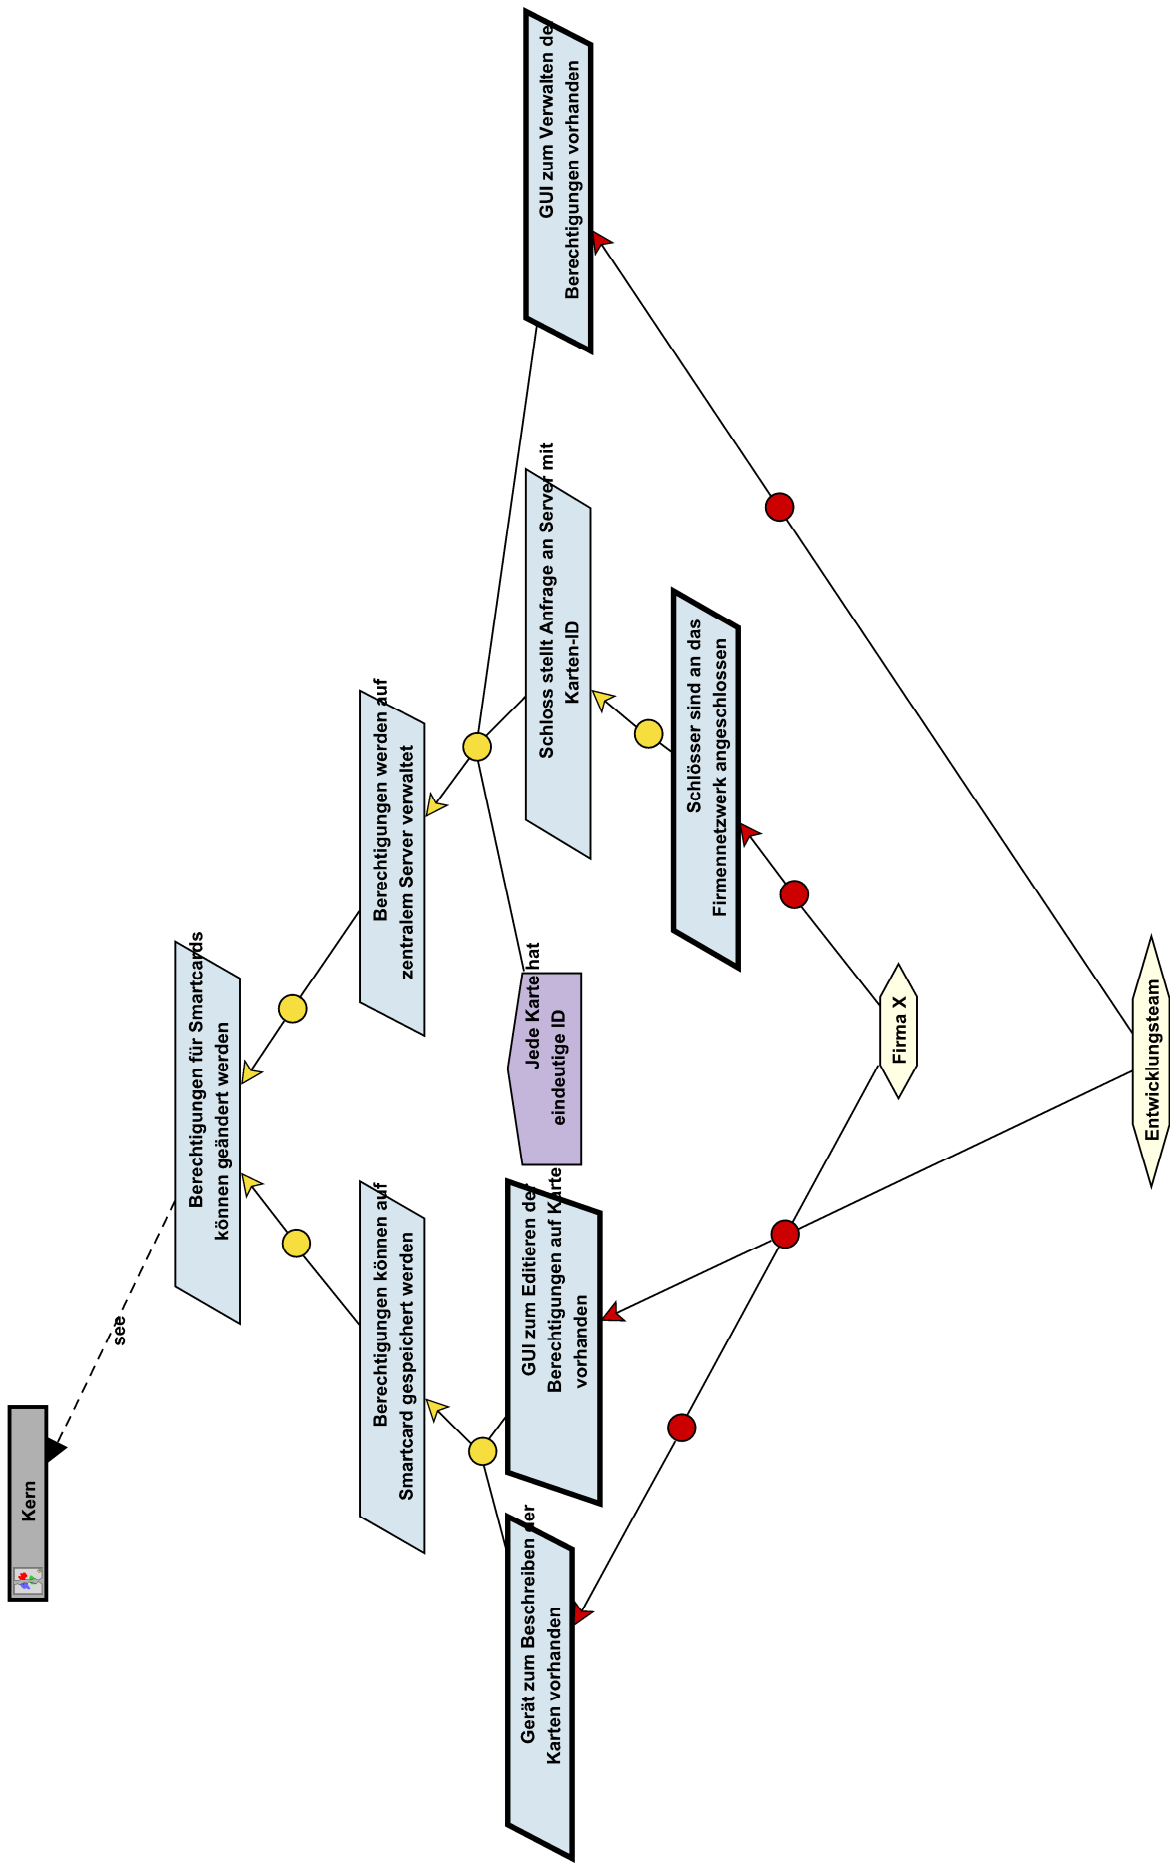 Kern
see
Berechtigungen für Smartcards
können geändert werden
Berechtigungen können auf
Smartcard gespeichert werden
Berechtigungen werden auf
zentralem Server verwaltet
Gerät zum Beschreiben der
Karten vorhanden
GUI zum Editieren der
Berechtigungen auf Karte
vorhanden
Jede Karte hat
eindeutige ID
Schloss stellt Anfrage an Server mit
Karten-ID
GUI zum Verwalten de
Berechtigungen vorhanden
Schlösser sind an das
Firmennetzwerk angeschlossen
Firma X
Entwicklungsteam